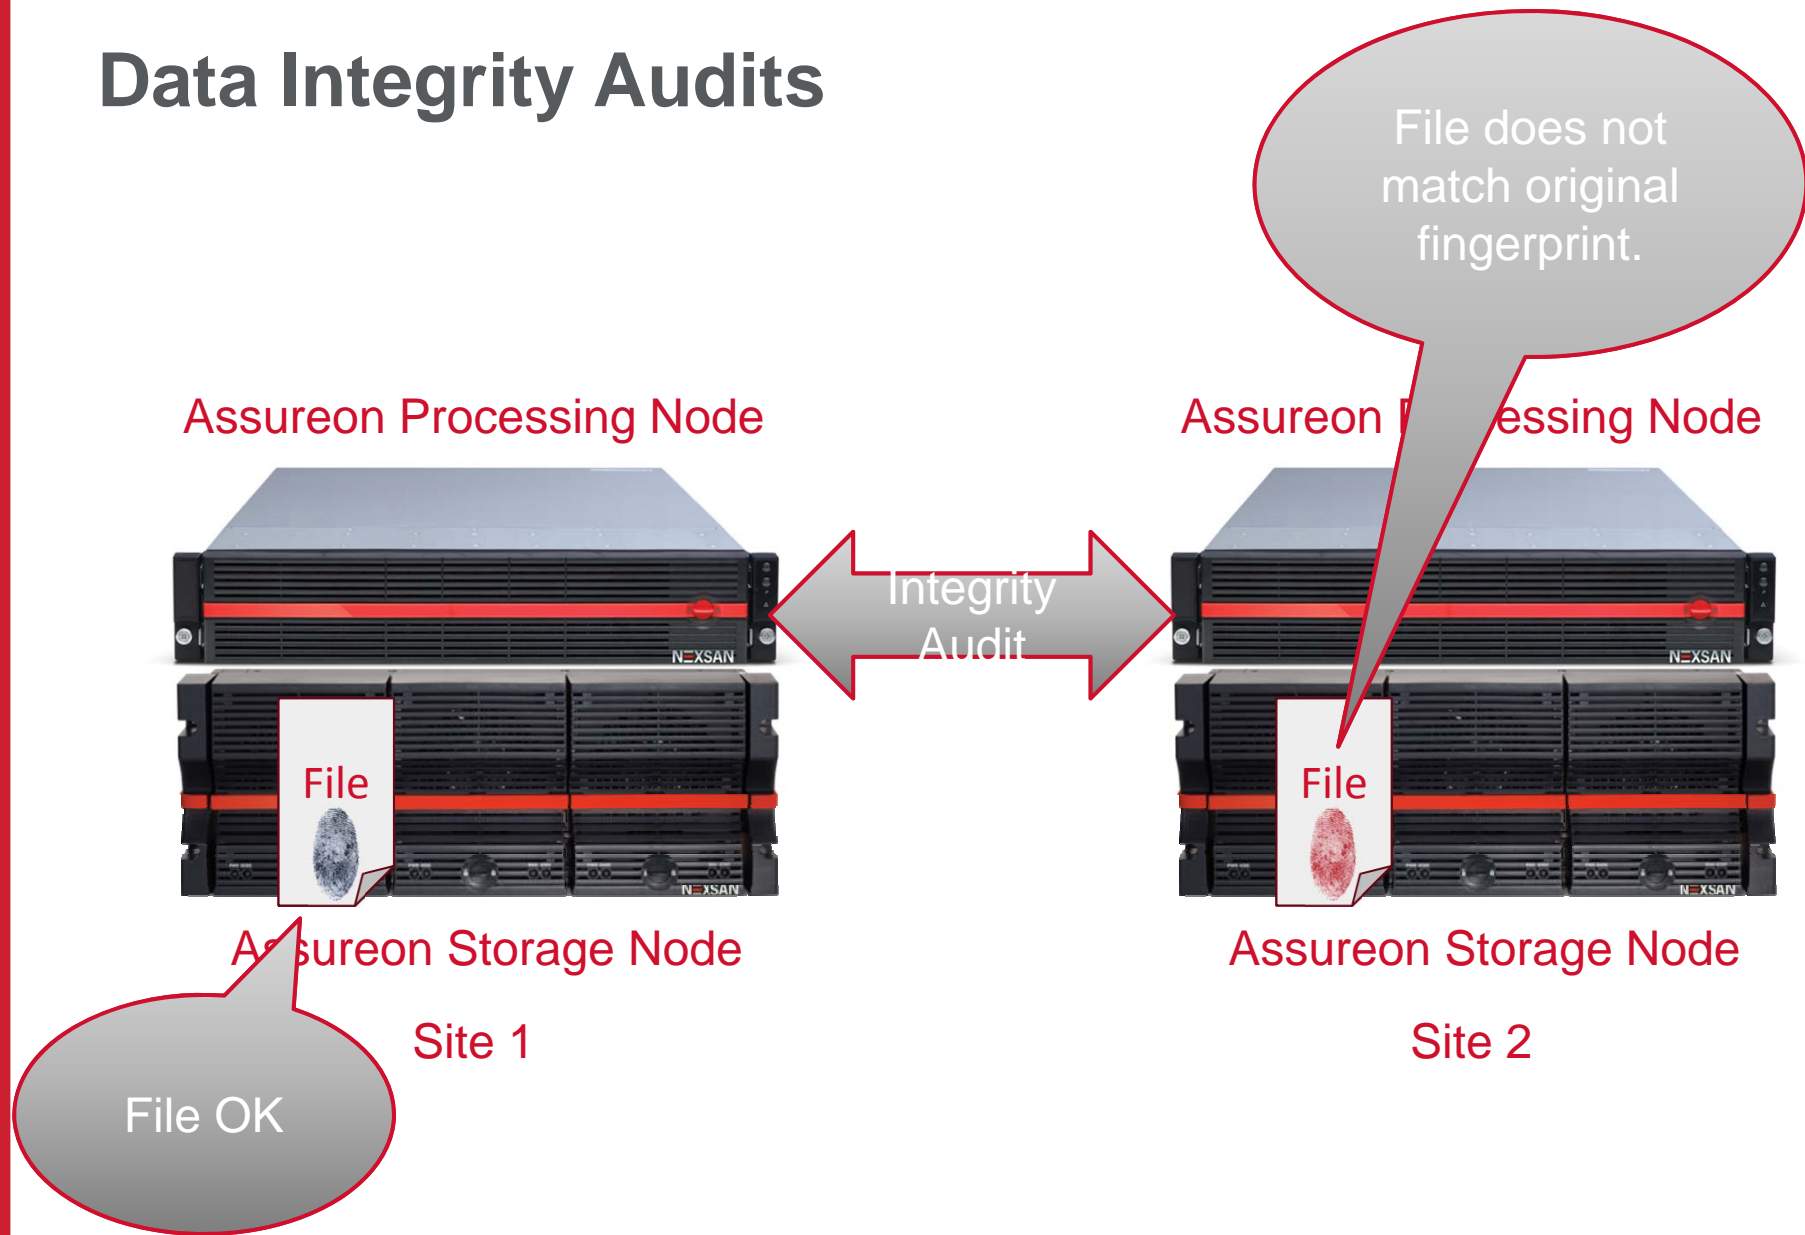 Data Integrity Audits
File does not
match original
fingerprint.
Assureon Processing Node
Assureon essing Node
Integrity
Audit
NEXSAN
NEXSAN
File
File
NEXSAN
NEXSAN
Assureon Storage Node
Assureon Storage Node
Site 1
Site 2
File OK